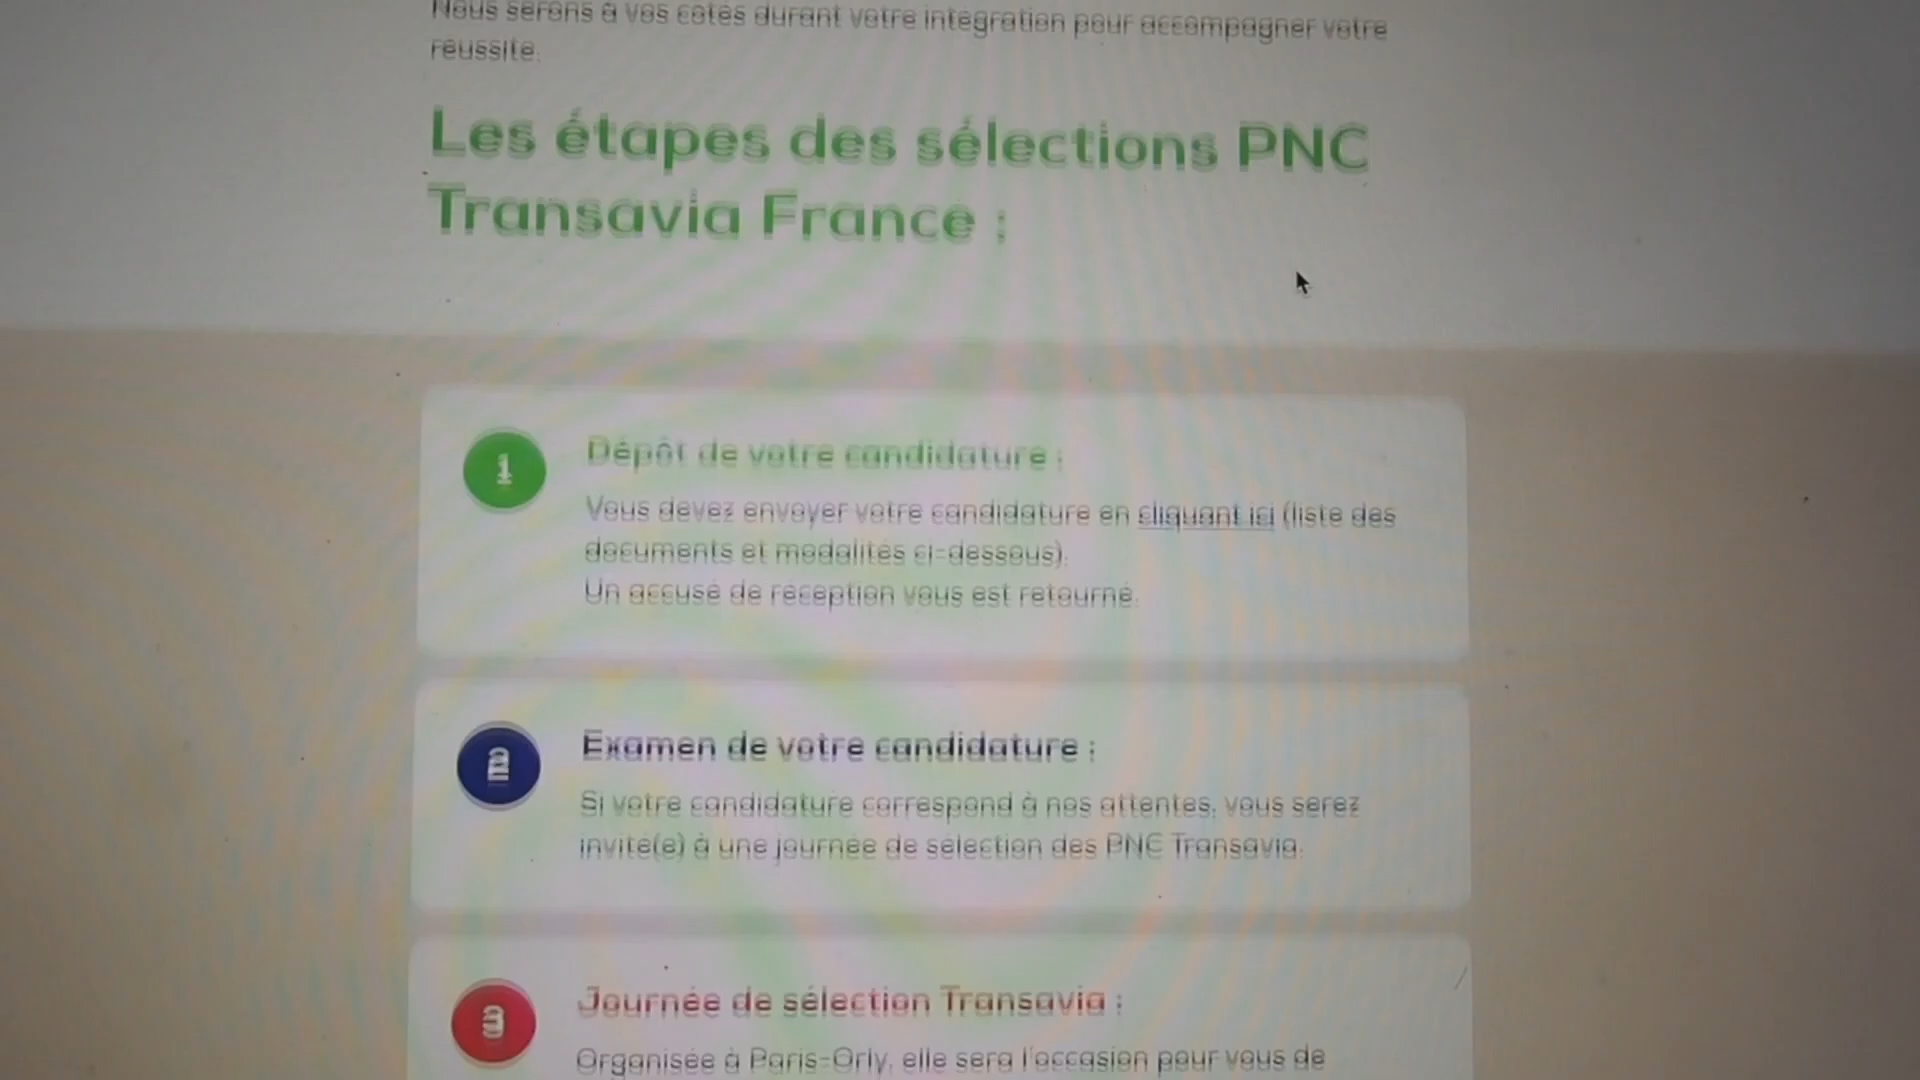 Nous serons à vos côtés durant votre intégration pour accompagner votre
réussite.
Les étapes des sélections PNC
Transavia France :
1
Dépôt de votre candidature :
Vous devez envoyer votre candidature en cliquant ici (liste des
documents et modalités ci-dessous).
Un accusé de réception vous est retourné.
2
Examen de votre candidature :
Si votre candidature correspond à nos attentes, vous serez
invité(e) à une journée de sélection des PNC Transavia.
3
Journée de sélection Transavia :
Organisée à Paris-Orly, elle sera l'occasion pour vous de